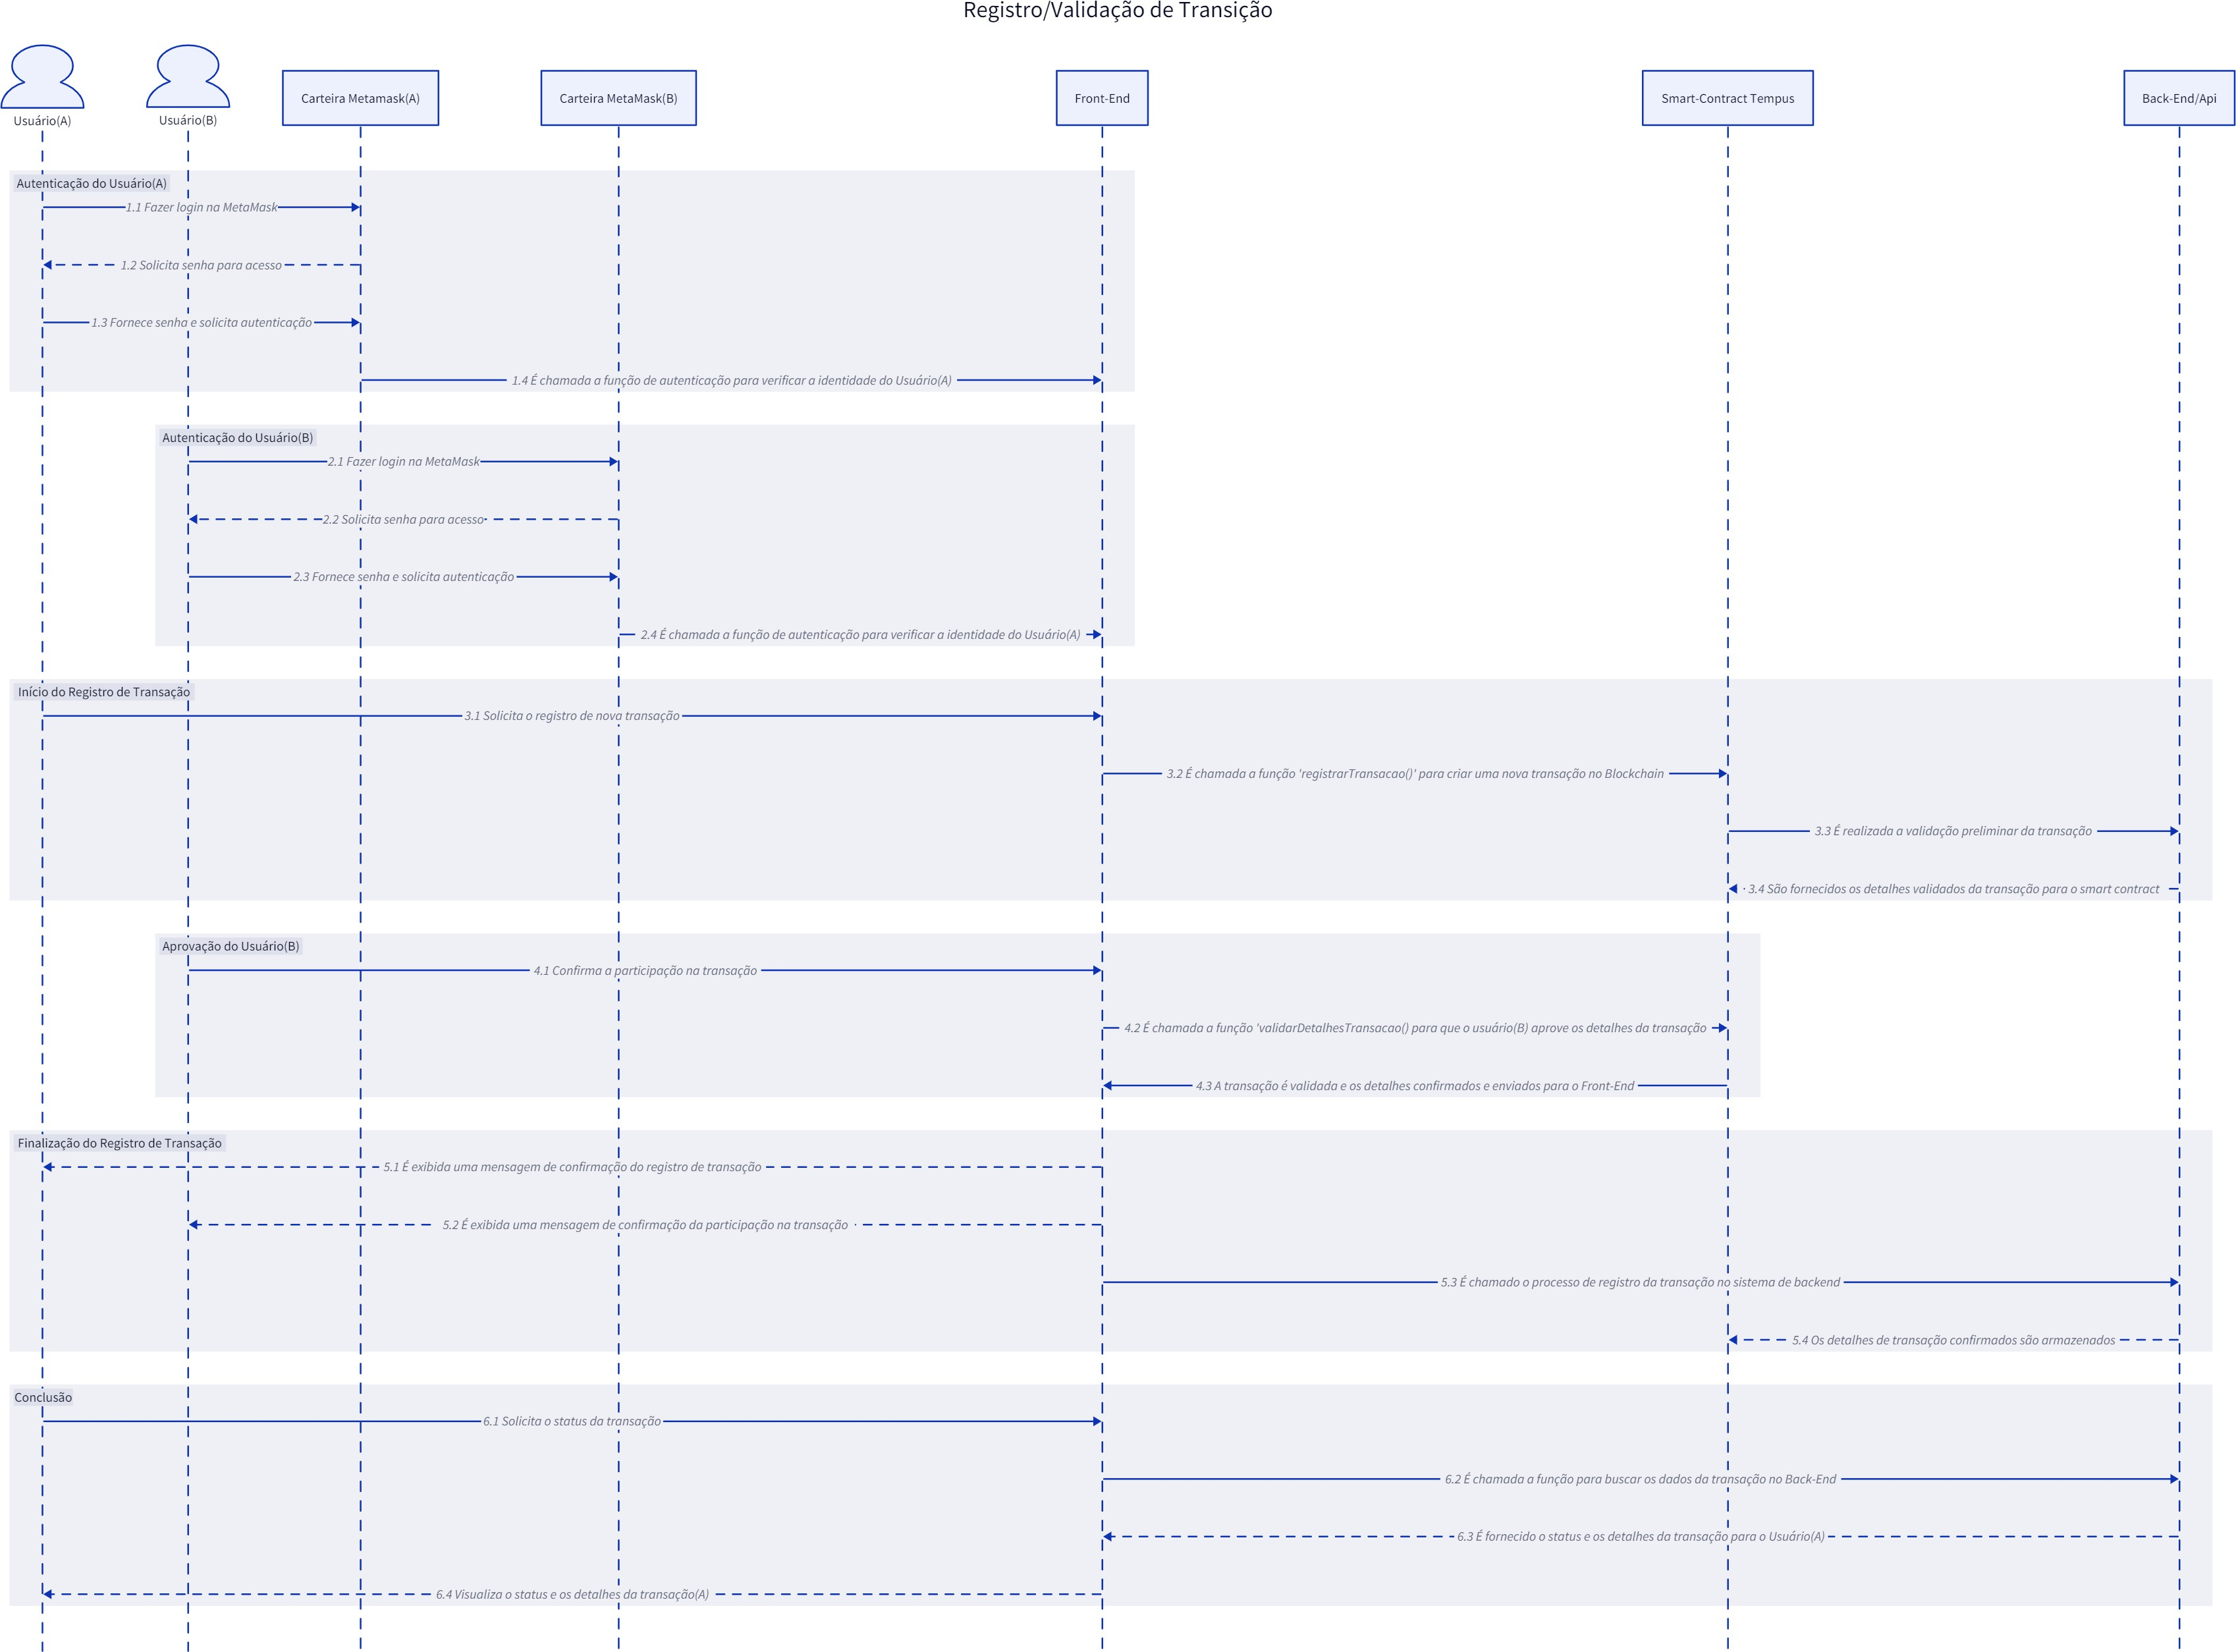 Registro/Validação de Transição
Usuário(A)
Usuário(B)
Carteira Metamask(A)
Carteira MetaMask(B)
Front-End
Smart-Contract Tempus
Back-End/Api
Autenticação do Usuário(A)
1.1 Fazer login na MetaMask
1.2 Solicita senha para acesso
1.3 Fornece senha e solicita autenticação
1.4 É chamada a função de autenticação para verificar a identidade do Usuário(A)
Autenticação do Usuário(B)
2.1 Fazer login na MetaMask
2.2 Solicita senha para acesso
2.3 Fornece senha e solicita autenticação
2.4 É chamada a função de autenticação para verificar a identidade do Usuário(A)
Início do Registro de Transação
3.1 Solicita o registro de nova transação
3.2 É chamada a função 'registrarTransacao()' para criar uma nova transação no Blockchain
3.3 É realizada a validação preliminar da transação
3.4 São fornecidos os detalhes validados da transação para o smart contract
Aprovação do Usuário(B)
4.1 Confirma a participação na transação
4.2 É chamada a função 'validarDetalhesTransacao() para que o usuário(B) aprove os detalhes da transação
4.3 A transação é validada e os detalhes confirmados e enviados para o Front-End
Finalização do Registro de Transação
5.1 É exibida uma mensagem de confirmação do registro de transação
5.2 É exibida uma mensagem de confirmação da participação na transação
5.3 É chamado o processo de registro da transação no sistema de backend
5.4 Os detalhes de transação confirmados são armazenados
Conclusão
6.1 Solicita o status da transação
6.2 É chamada a função para buscar os dados da transação no Back-End
6.3 É fornecido o status e os detalhes da transação para o Usuário(A)
6.4 Visualiza o status e os detalhes da transação(A)